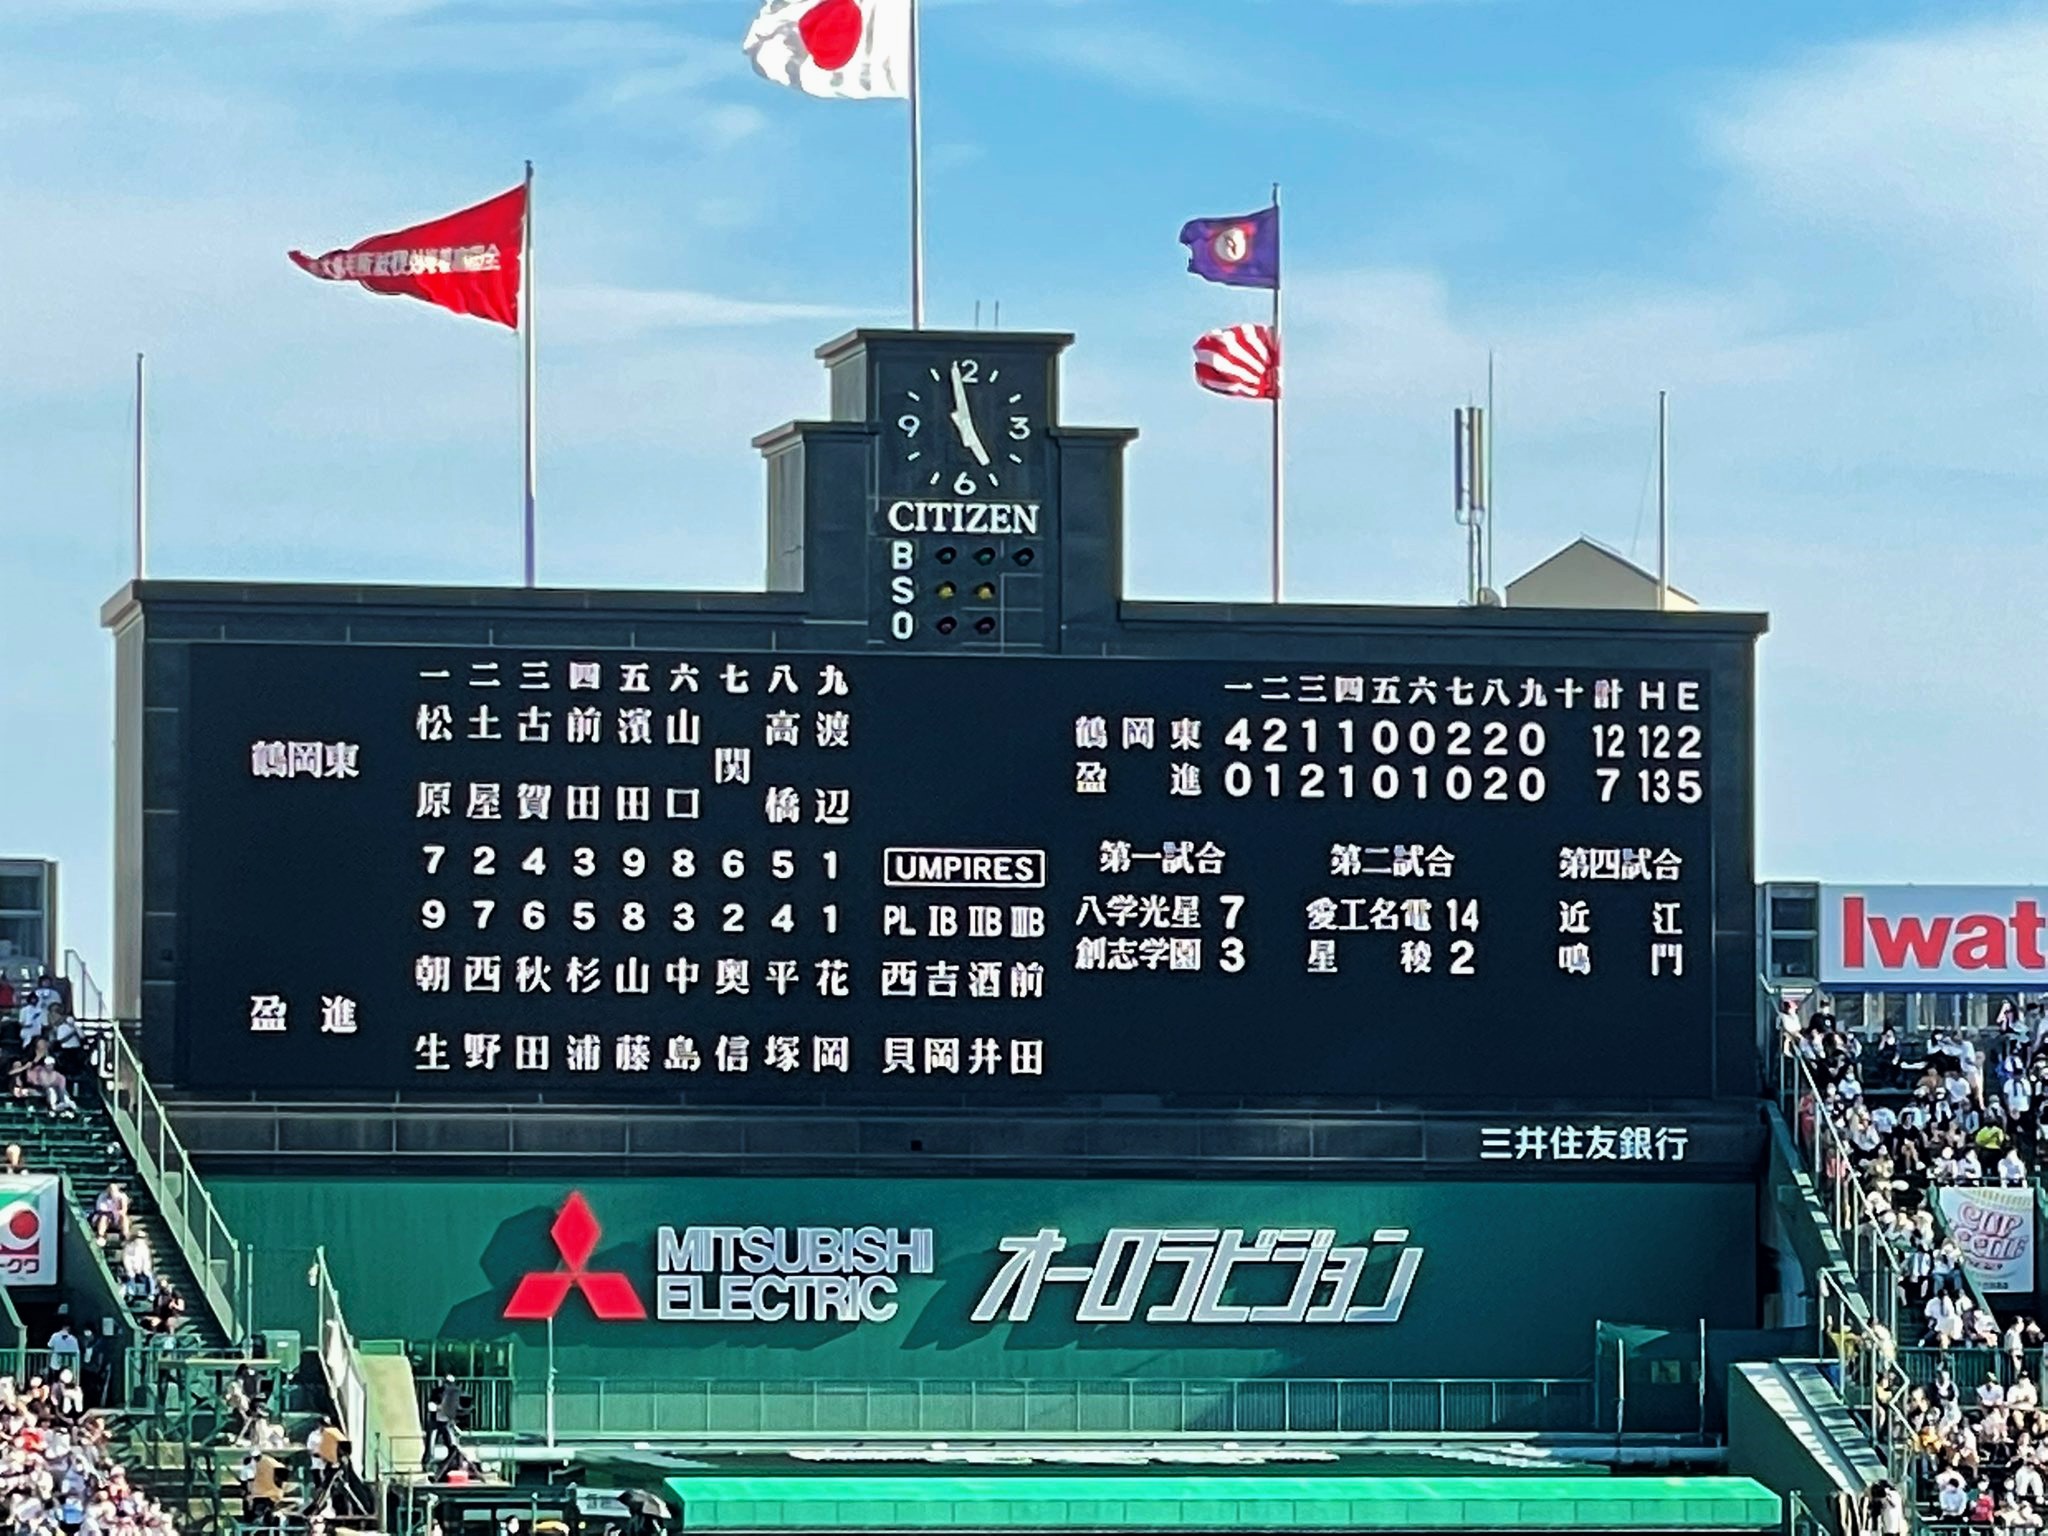 12
9 3
6
CITIZEN
B
S
O
一 二 三 四 五 六 七 八 九
鶴岡東 松原 土屋 古賀 前田 濱田 山口 関 高橋 渡辺
7 2 4 3 9 8 6 5 1
9 7 6 5 8 3 2 4 1
盈進 朝生 西野 秋田 杉浦 山藤 中島 奥信 平塚 花岡
UMPIRES
PL IB IIB IIIB
西貝 吉岡 酒井 前田
一 二 三 四 五 六 七 八 九 十 計 H E
鶴岡東 4 2 1 1 0 0 2 2 0 12 12 2
盈進 0 1 2 1 0 1 0 2 0 7 13 5
第一試合 第二試合 第四試合
八学光星 7 愛工名電 14 近江
創志学園 3 星稜 2 鳴門
Iwat
三井住友銀行
MITSUBISHI
ELECTRIC
オーロラビジョン
CUP